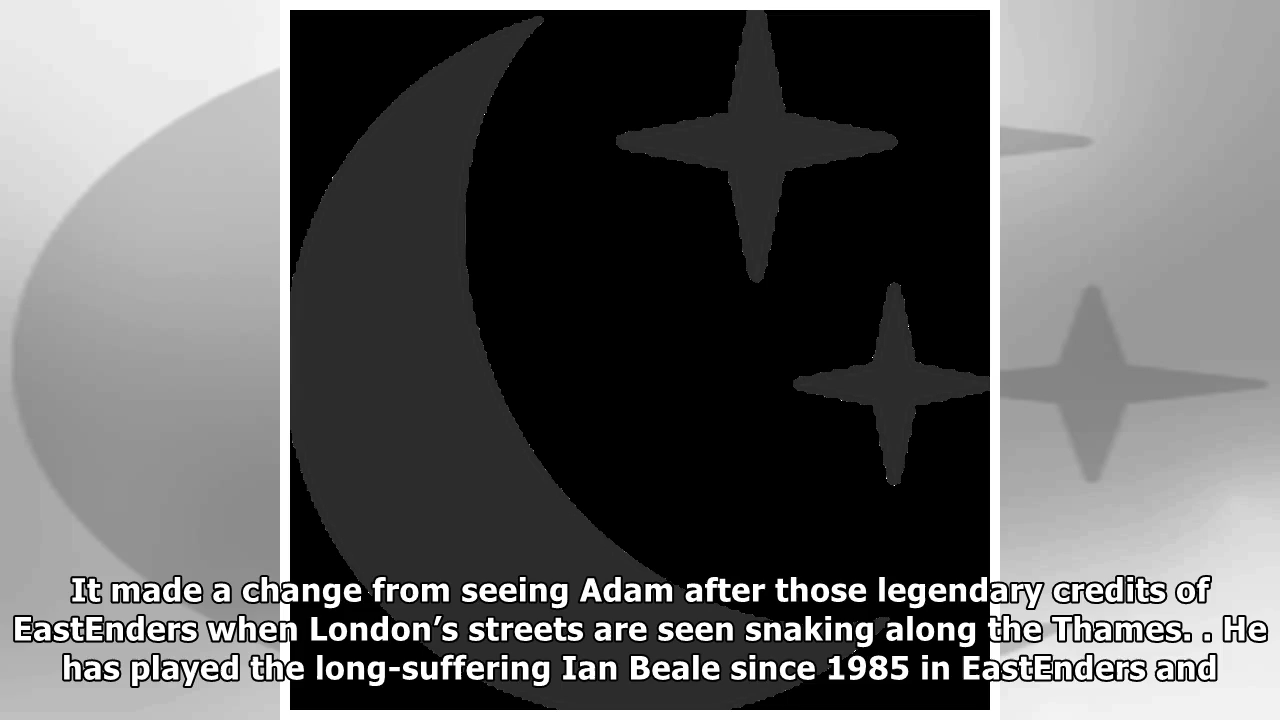 It made a change from seeing Adam after those legendary credits of
EastEnders when London’s streets are seen snaking along the Thames. . He
has played the long-suffering Ian Beale since 1985 in EastEnders and